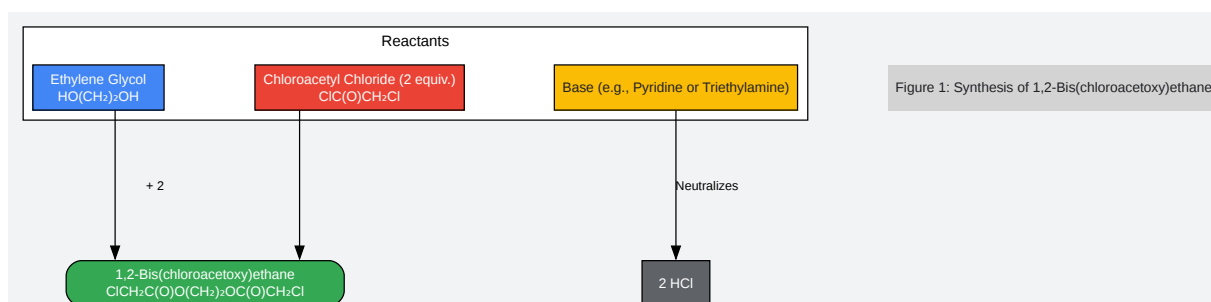 Reactants
Ethylene Glycol
HO(CH₂)₂OH
Chloroacetyl Chloride (2 equiv.)
ClC(O)CH₂Cl
Base (e.g., Pyridine or Triethylamine)
Figure 1: Synthesis of 1,2-Bis(chloroacetoxy)ethane
+ 2
Neutralizes
1,2-Bis(chloroacetoxy)ethane
ClCH₂C(O)O(CH₂)₂OC(O)CH₂Cl
2 HCl